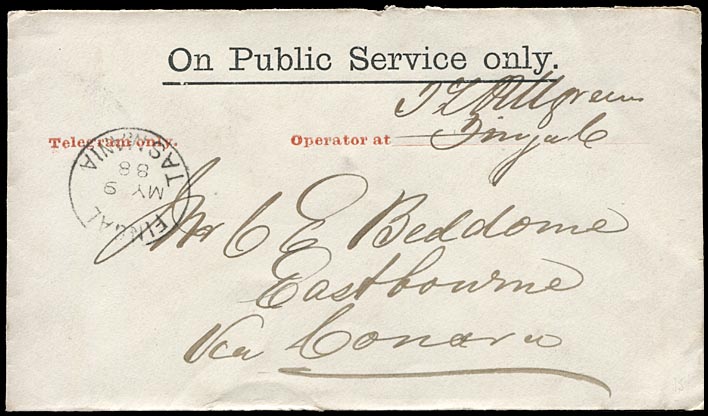 On Public Service only.
Telegram only.
Operator at Fingal
FINGAL
MY 9
88
TASMANIA
Mr C E Beddome
Eastbourne
Via Conara